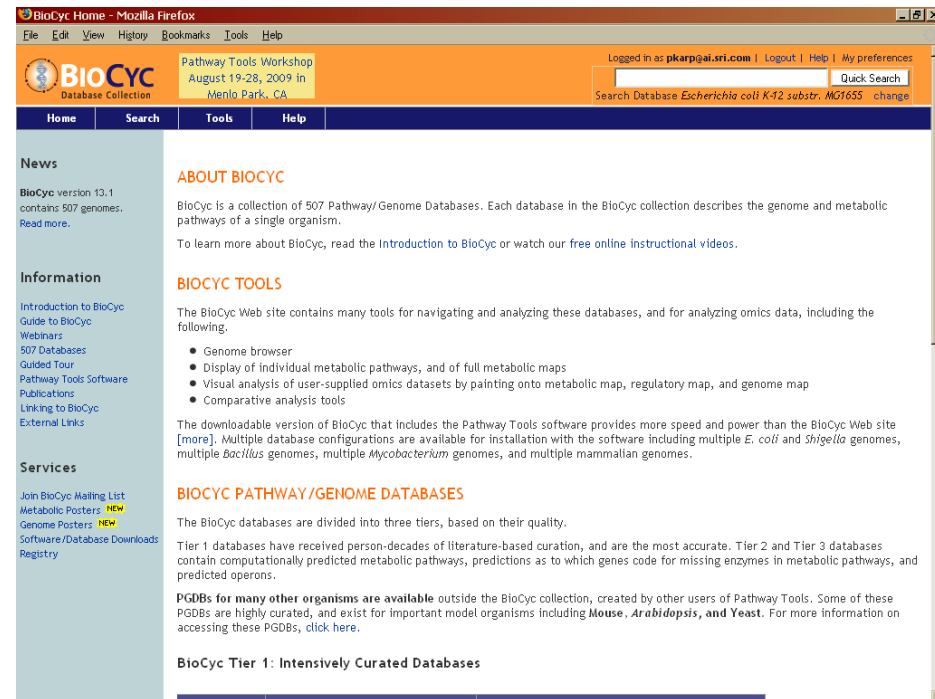 BioCyc Home - Mozilla Firefox
File Edit View History Bookmarks Tools Help
BIOCYC
Database Collection
Pathway Tools Workshop
August 19-28, 2009 in
Menlo Park, CA
Logged in as pkarp@ai.sri.com | Logout | Help | My preferences
Quick Search
Search Database Escherichia coli K-12 substr. MG1655 change
Home Search Tools Help
News
BioCyc version 13.1
contains 507 genomes.
Read more.
Information
Introduction to BioCyc
Guide to BioCyc
Webinars
507 Databases
Guided Tour
Pathway Tools Software
Publications
Linking to BioCyc
External Links
Services
Join BioCyc Mailing List
Metabolic Posters NEW
Genome Posters NEW
Software/Database Downloads
Registry
ABOUT BIOCYC
BioCyc is a collection of 507 Pathway/Genome Databases. Each database in the BioCyc collection describes the genome and metabolic
pathways of a single organism.
To learn more about BioCyc, read the Introduction to BioCyc or watch our free online instructional videos.
BIOCYC TOOLS
The BioCyc Web site contains many tools for navigating and analyzing these databases, and for analyzing omics data, including the
following.
● Genome browser
● Display of individual metabolic pathways, and of full metabolic maps
● Visual analysis of user-supplied omics datasets by painting onto metabolic map, regulatory map, and genome map
● Comparative analysis tools
The downloadable version of BioCyc that includes the Pathway Tools software provides more speed and power than the BioCyc Web site
[more]. Multiple database configurations are available for installation with the software including multiple E. coli and Shigella genomes,
multiple Bacillus genomes, multiple Mycobacterium genomes, and multiple mammalian genomes.
BIOCYC PATHWAY/GENOME DATABASES
The BioCyc databases are divided into three tiers, based on their quality.
Tier 1 databases have received person-decades of literature-based curation, and are the most accurate. Tier 2 and Tier 3 databases
contain computationally predicted metabolic pathways, predictions as to which genes code for missing enzymes in metabolic pathways, and
predicted operons.
PGDBs for many other organisms are available outside the BioCyc collection, created by other users of Pathway Tools. Some of these
PGDBs are highly curated, and exist for important model organisms including Mouse, Arabidopsis, and Yeast. For more information on
accessing these PGDBs, click here.
BioCyc Tier 1: Intensively Curated Databases